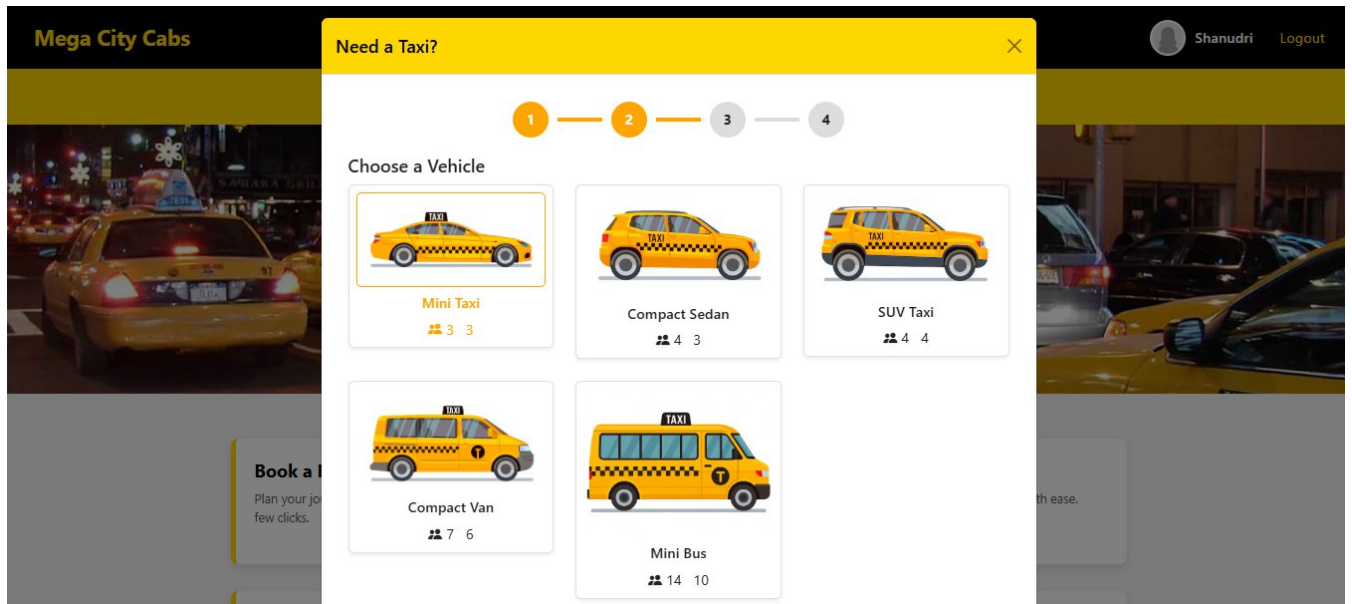 Mega City Cabs
Need a Taxi?
Shanudri
Logout
1
2
3
4
Choose a Vehicle
TAXI
TAXI
TAXI
Mini Taxi
3 3
Compact Sedan
4 3
SUV Taxi
4 4
TAXI
T
TAXI
T
Compact Van
7 6
Mini Bus
14 10
Book a
Plan your jo
few clicks.
th ease.